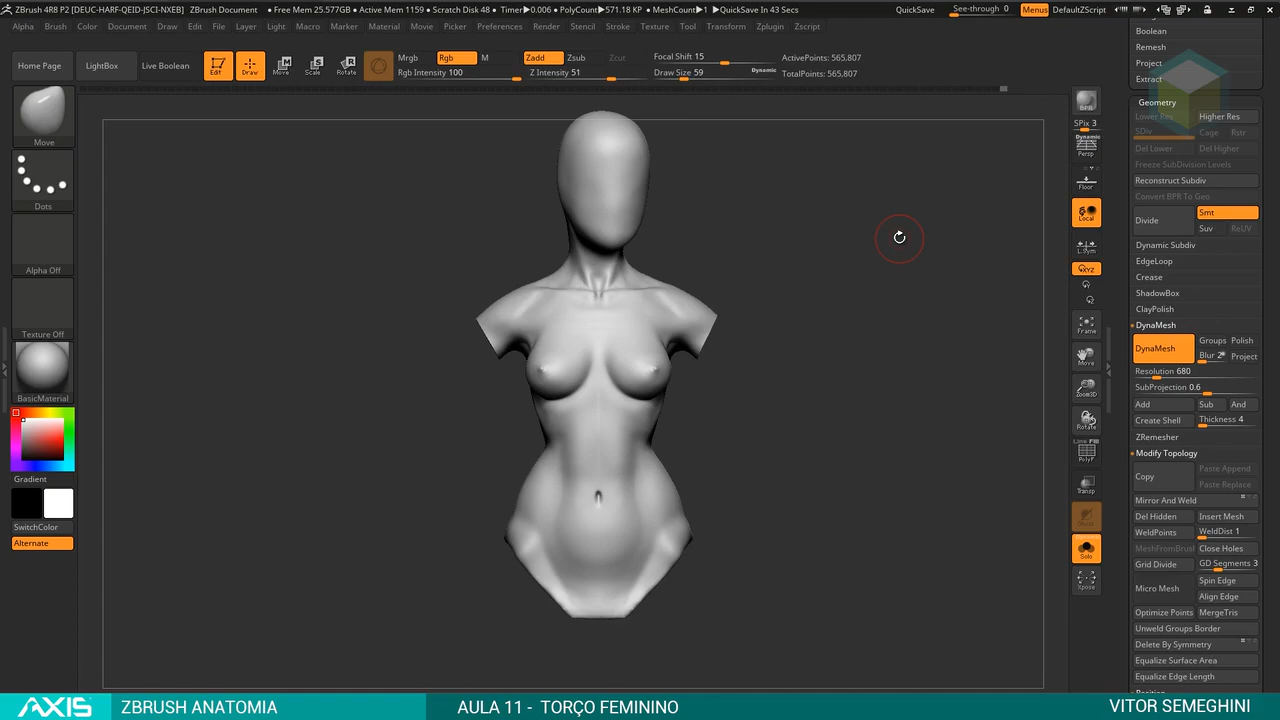 ZBrush 4R8 P2 [DEUC-HARF-QEID-JSCI-NXEB] ZBrush Document • Free Mem 25.577GB • Active Mem 1159 • Scratch Disk 48 • Timer▶0.006 • PolyCount▶571.18 KP • MeshCount▶1 ▶QuickSave In 43 Secs QuickSave See-through 0 Menus DefaultZScript
Alpha Brush Color Document Draw Edit File Layer Light Macro Marker Material Movie Picker Preferences Render Stencil Stroke Texture Tool Transform Zplugin Zscript
Home Page LightBox Live Boolean Edit Draw Move Scale Rotate
Mrgb Rgb M Zadd Zsub Zcut Focal Shift 15 ActivePoints: 565,807
Rgb Intensity 100 Z Intensity 51 Draw Size 59 Dynamic TotalPoints: 565,807
Move
Dots
Alpha Off
Texture Off
BasicMaterial
Gradient
SwitchColor
Alternate
BPR
SPix 3
Dynamic
Persp
Floor
Local
L.Sym
XYZ
Frame
Move
Zoom3D
Rotate
Line Fill
PolyF
Transp
Solo
Xpose
Boolean
Remesh
Project
Extract
Geometry
Lower Res Higher Res
SDiv Cage Rstr
Del Lower Del Higher
Freeze SubDivision Levels
Reconstruct Subdiv
Convert BPR To Geo
Divide Smt
Suv ReUV
Dynamic Subdiv
EdgeLoop
Crease
ShadowBox
ClayPolish
DynaMesh
DynaMesh Groups Polish
Blur 2 Project
Resolution 680
SubProjection 0.6
Add Sub And
Create Shell Thickness 4
ZRemesher
Modify Topology
Copy Paste Append
Paste Replace
Mirror And Weld
Del Hidden Insert Mesh
WeldPoints WeldDist 1
MeshFromBrush Close Holes
Grid Divide GD Segments 3
Micro Mesh Spin Edge
Align Edge
Optimize Points MergeTris
Unweld Groups Border
Delete By Symmetry
Equalize Surface Area
Equalize Edge Length
AXIS ZBRUSH ANATOMIA AULA 11 - TORÇO FEMININO VITOR SEMEGHINI